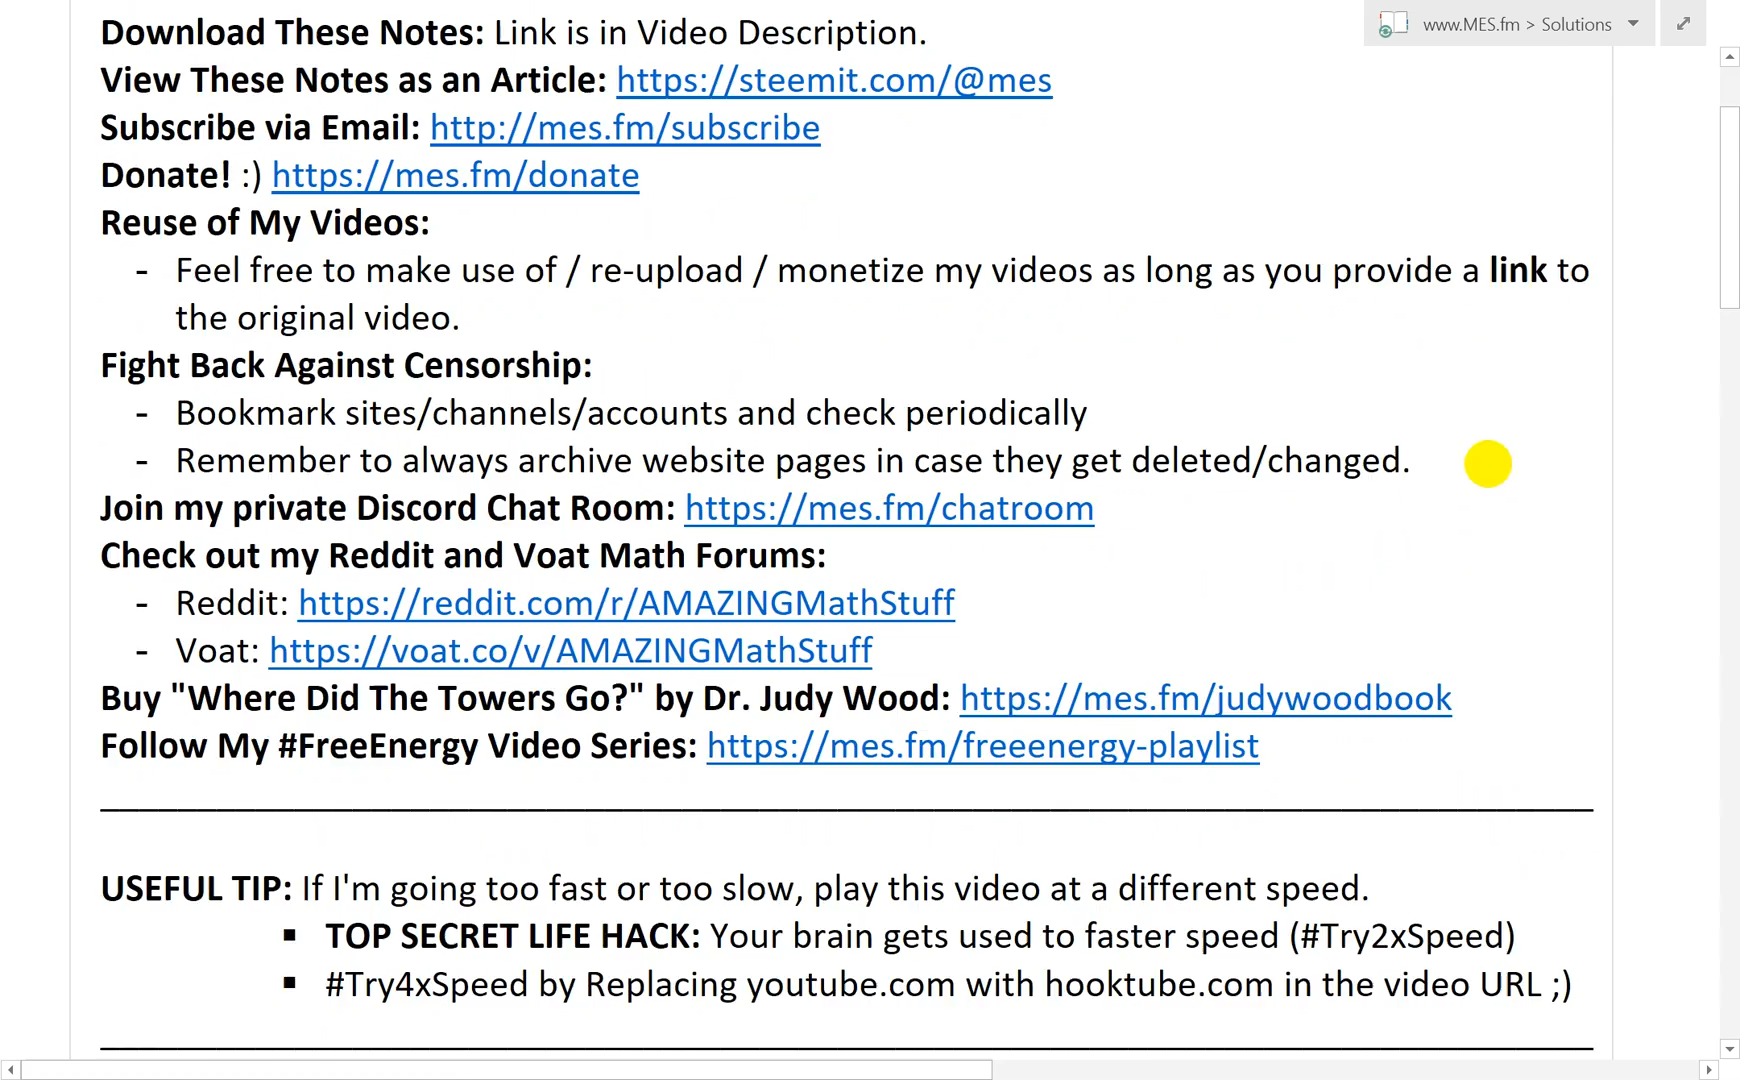 www.MES.fm > Solutions
Download These Notes: Link is in Video Description.
View These Notes as an Article: https://steemit.com/@mes
Subscribe via Email: http://mes.fm/subscribe
Donate! :) https://mes.fm/donate
Reuse of My Videos:
- Feel free to make use of / re-upload / monetize my videos as long as you provide a link to
the original video.
Fight Back Against Censorship:
- Bookmark sites/channels/accounts and check periodically
- Remember to always archive website pages in case they get deleted/changed.
Join my private Discord Chat Room: https://mes.fm/chatroom
Check out my Reddit and Voat Math Forums:
- Reddit: https://reddit.com/r/AMAZINGMathStuff
- Voat: https://voat.co/v/AMAZINGMathStuff
Buy "Where Did The Towers Go?" by Dr. Judy Wood: https://mes.fm/judywoodbook
Follow My #FreeEnergy Video Series: https://mes.fm/freeenergy-playlist
USEFUL TIP: If I'm going too fast or too slow, play this video at a different speed.
▪ TOP SECRET LIFE HACK: Your brain gets used to faster speed (#Try2xSpeed)
▪ #Try4xSpeed by Replacing youtube.com with hooktube.com in the video URL ;)